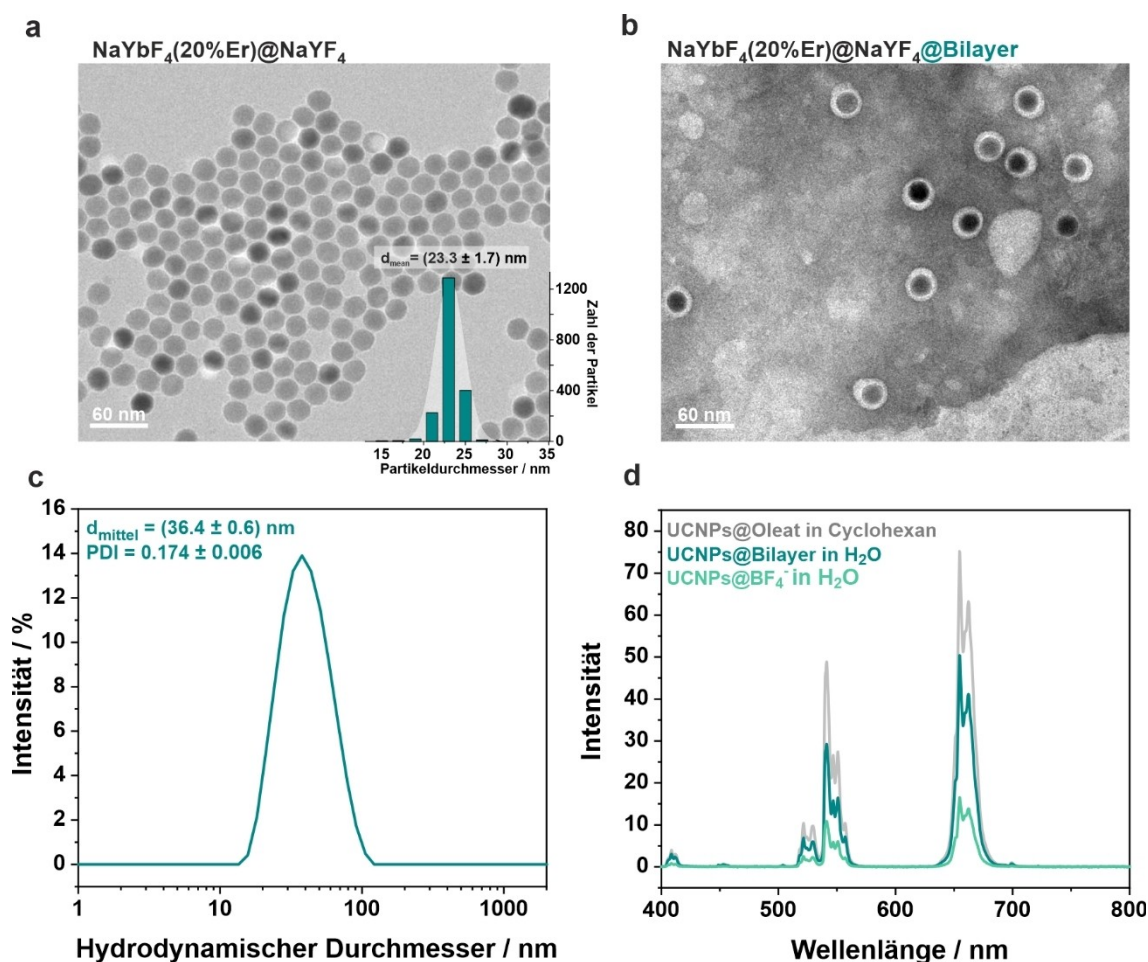 a
NaYbF₄(20%Er)@NaYF₄
dmean = (23.3 ± 1.7) nm
1200
800
400
0
Zahl der Partikel
15 20 25 30 35
Partikeldurchmesser / nm
60 nm
b
NaYbF₄(20%Er)@NaYF₄@Bilayer
60 nm
c
dmittel = (36.4 ± 0.6) nm
PDI = 0.174 ± 0.006
16
14
12
10
8
6
4
2
0
Intensität / %
1 10 100 1000
Hydrodynamischer Durchmesser / nm
d
UCNPs@Oleat in Cyclohexan
UCNPs@Bilayer in H₂O
UCNPs@BF₄⁻ in H₂O
80
70
60
50
40
30
20
10
0
Intensität
400 500 600 700 800
Wellenlänge / nm